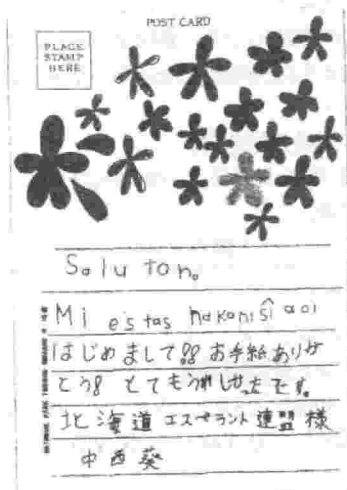 POST CARD
PLACE
STAMP
HERE
Saluton。
Mi estas nakaniŝi aoi
はじめまして!! お手紙ありが
とう! とてもうれしかったです。
北海道エスペラント連盟様
中西葵